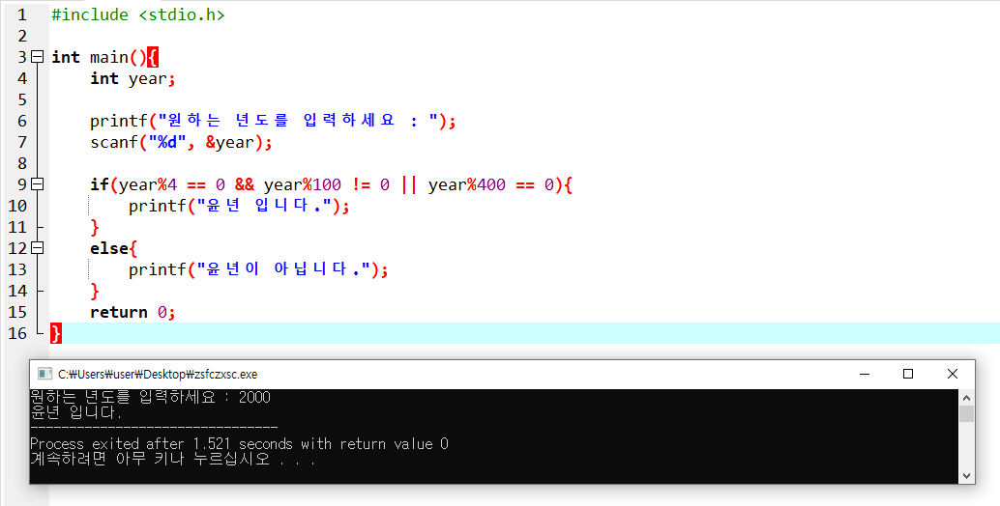 1 #include <stdio.h>
2
3 int main(){
4 int year;
5
6 printf("원하는 년도를 입력하세요 : ");
7 scanf("%d", &year);
8
9 if(year%4 == 0 && year%100 != 0 || year%400 == 0){
10 printf("윤년 입니다.");
11 }
12 else{
13 printf("윤년이 아닙니다.");
14 }
15 return 0;
16 }
C:₩Users₩user₩Desktop₩zsfczxsc.exe
원하는 년도를 입력하세요 : 2000
윤년 입니다.
--------------------------------
Process exited after 1.521 seconds with return value 0
계속하려면 아무 키나 누르십시오 . . .